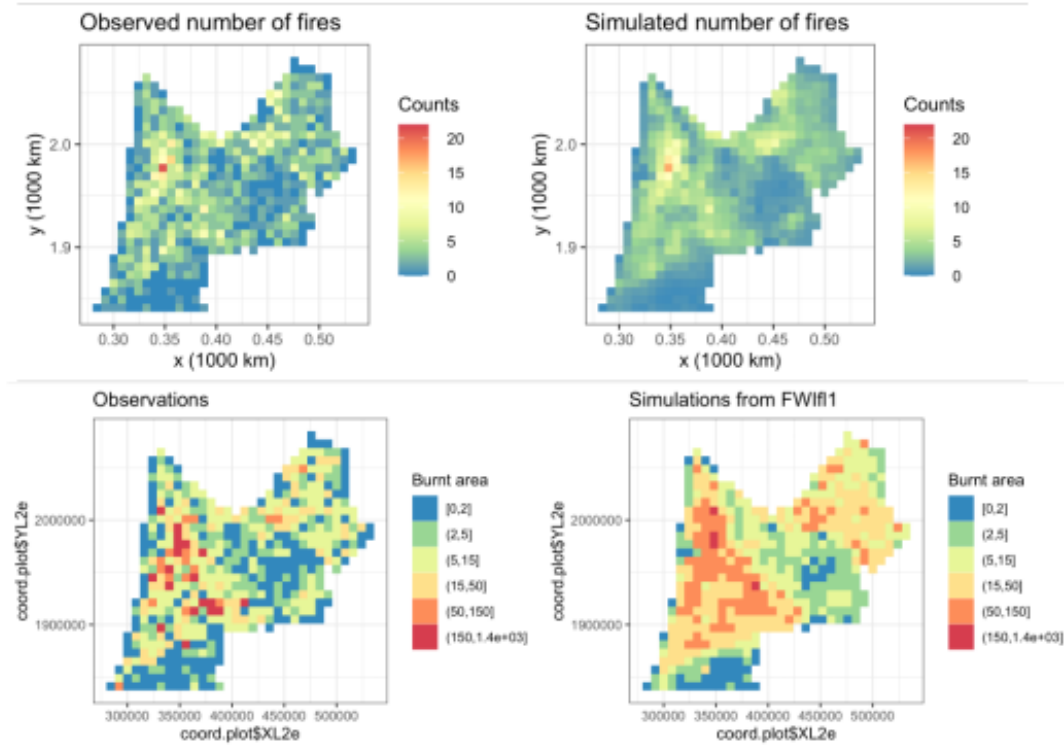 Observed number of fires
Simulated number of fires
y (1000 km)
2.0
1.9
0.30 0.35 0.40 0.45 0.50
x (1000 km)
Counts
20
15
10
5
0
y (1000 km)
2.0
1.9
0.30 0.35 0.40 0.45 0.50
x (1000 km)
Counts
20
15
10
5
0
Observations
Simulations from FWIfl1
coord.plot$YL2e
2000000
1900000
300000 350000 400000 450000 500000
coord.plot$XL2e
Burnt area
[0,2]
(2,5]
(5,15]
(15,50]
(50,150]
(150,1.4e+03]
coord.plot$YL2e
2000000
1900000
300000 350000 400000 450000 500000
coord.plot$XL2e
Burnt area
[0,2]
(2,5]
(5,15]
(15,50]
(50,150]
(150,1.4e+03]